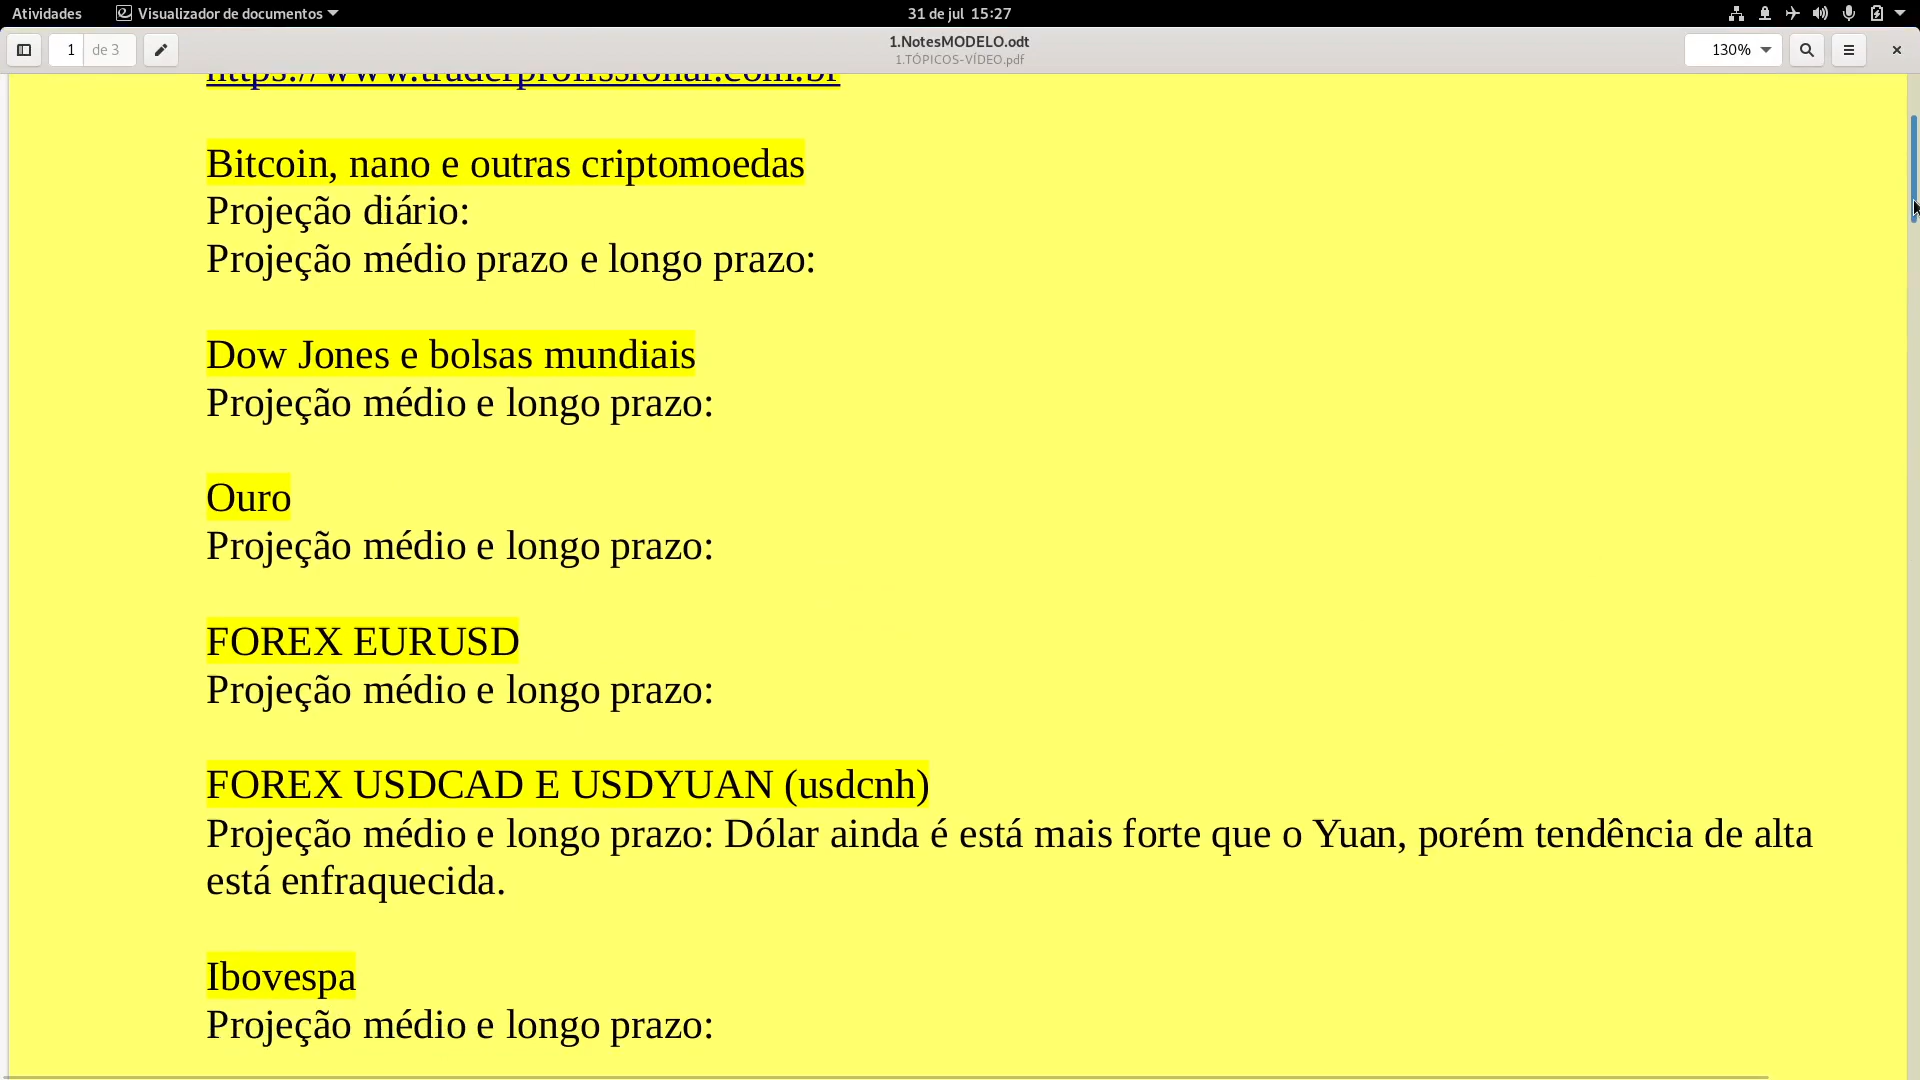 Atividades
Visualizador de documentos
31 de jul 15:27
1
de 3
1.NotesMODELO.odt
1.TÓPICOS-VÍDEO.pdf
130%
Bitcoin, nano e outras criptomoedas
Projeção diário:
Projeção médio prazo e longo prazo:
Dow Jones e bolsas mundiais
Projeção médio e longo prazo:
Ouro
Projeção médio e longo prazo:
FOREX EURUSD
Projeção médio e longo prazo:
FOREX USDCAD E USDYUAN (usdcnh)
Projeção médio e longo prazo: Dólar ainda é está mais forte que o Yuan, porém tendência de alta
está enfraquecida.
Ibovespa
Projeção médio e longo prazo: